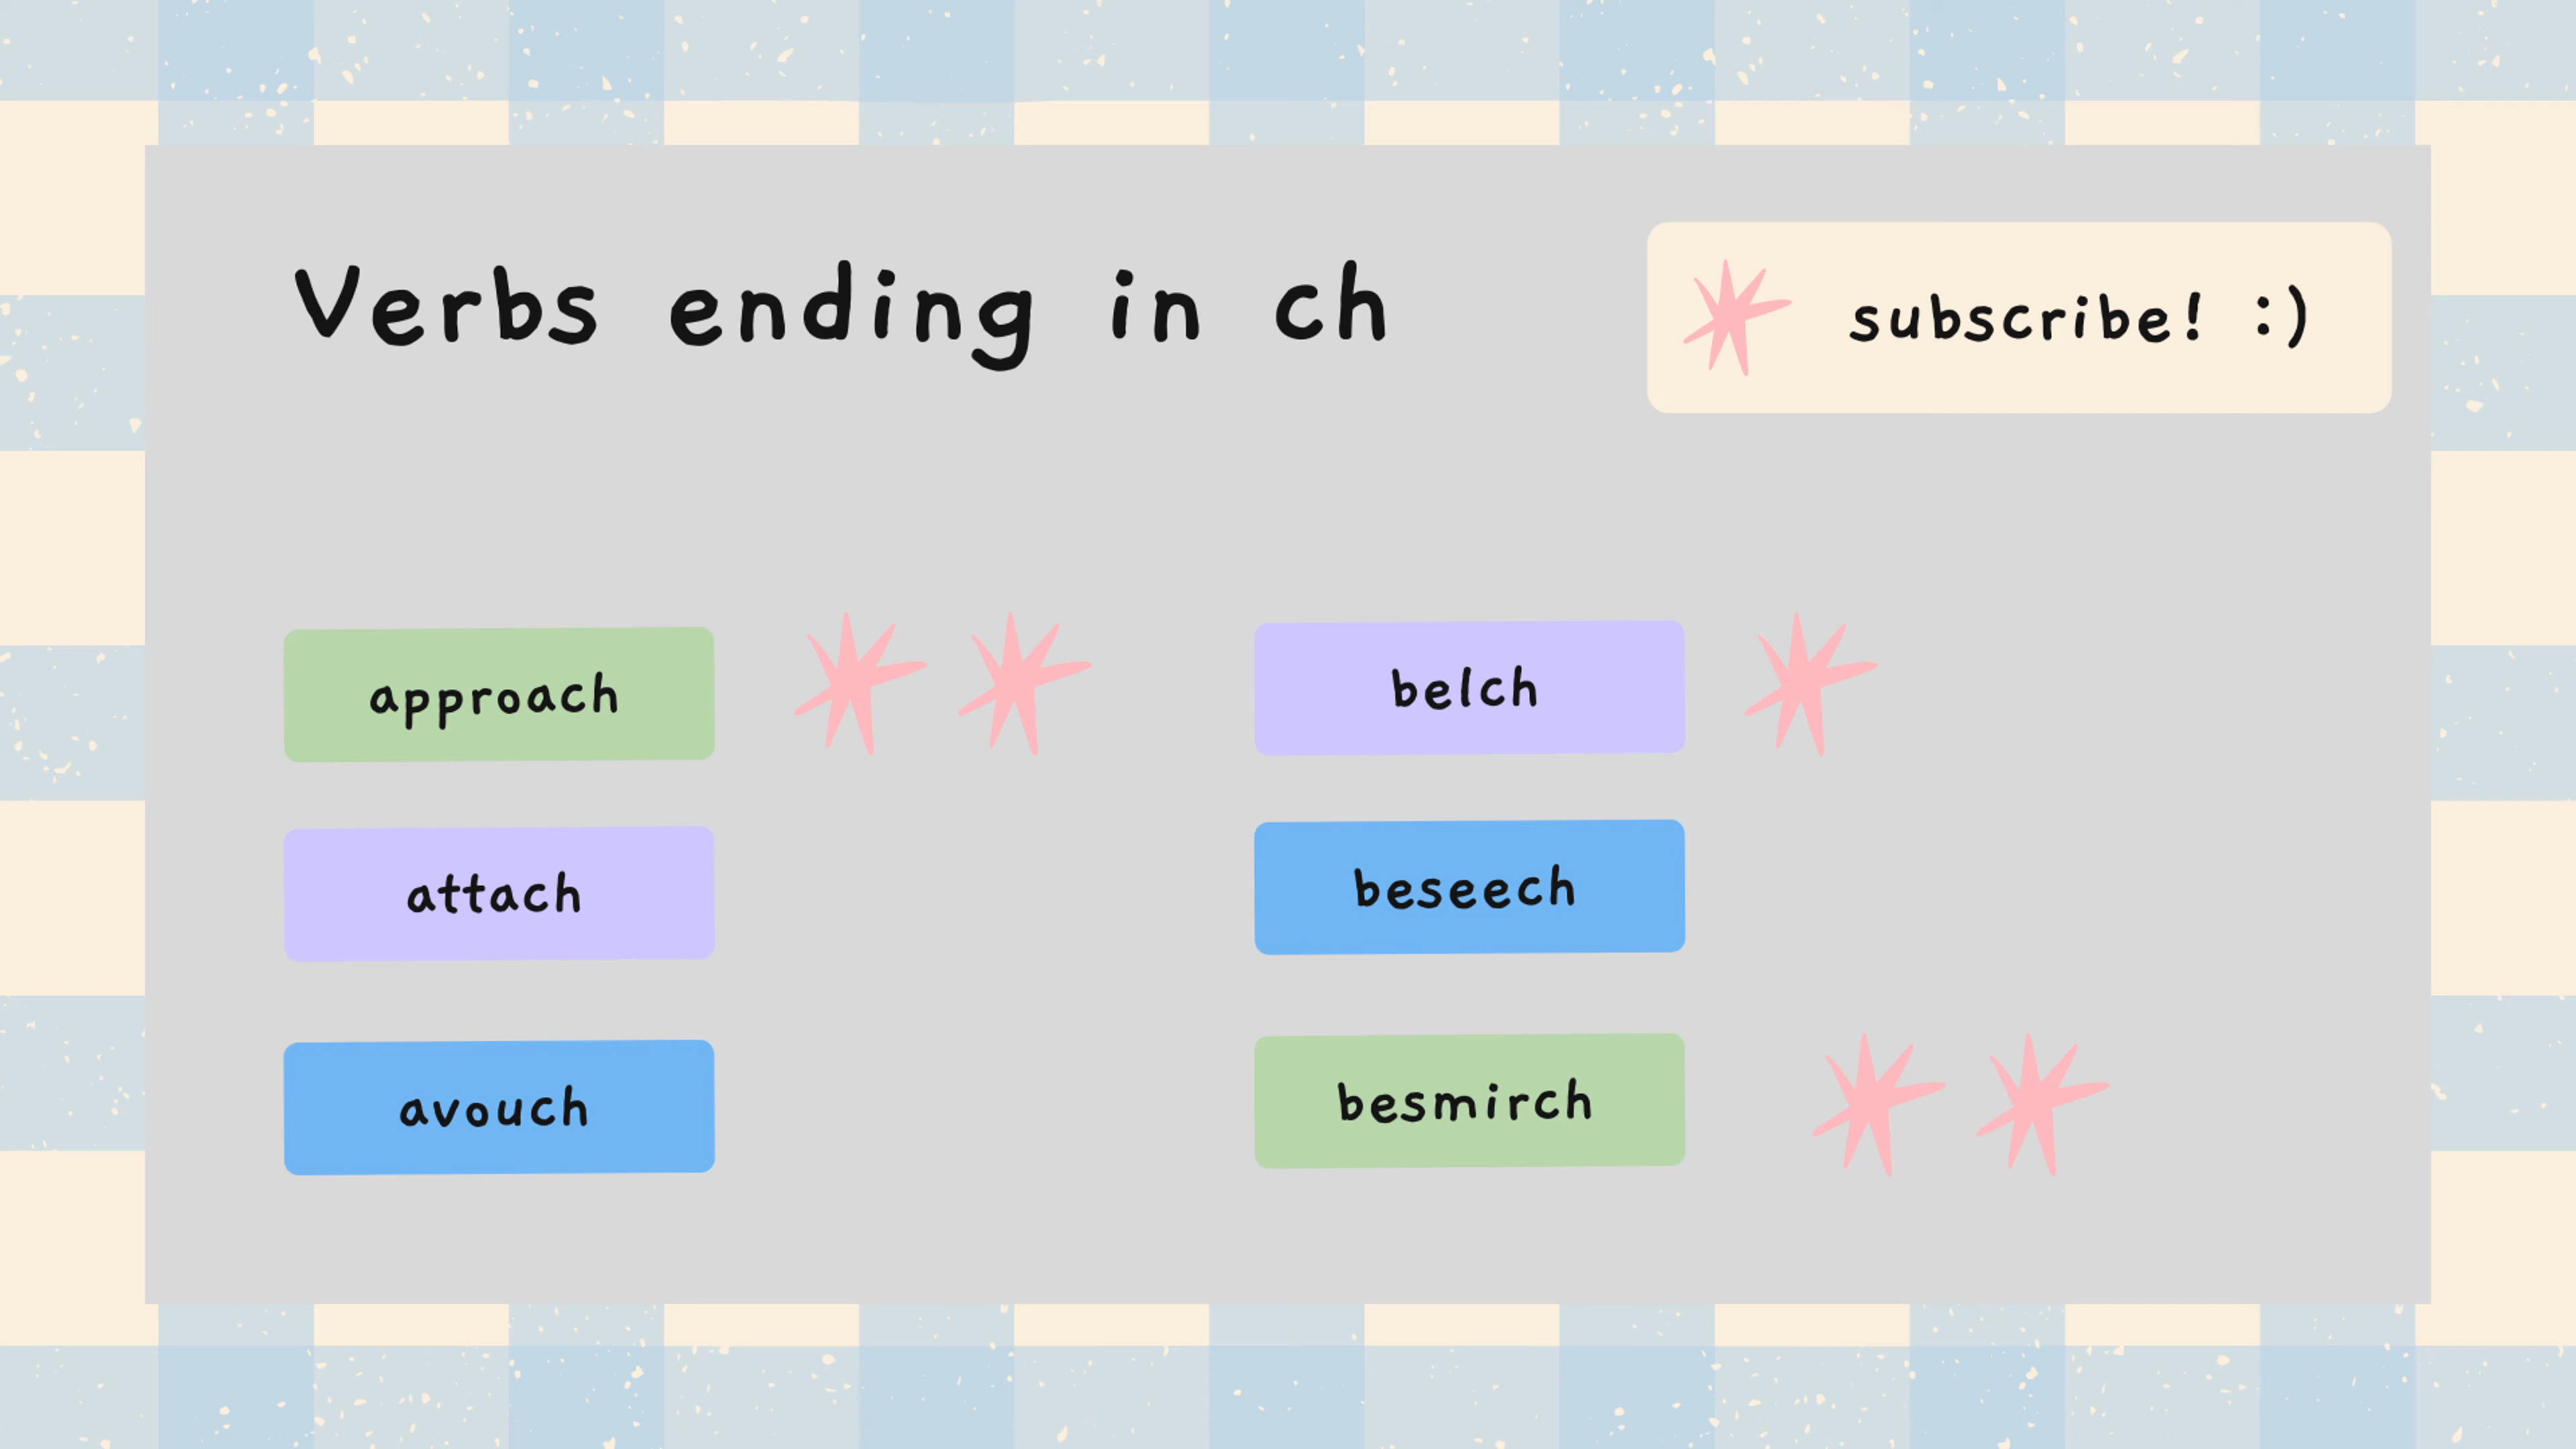 Verbs ending in ch
subscribe! :)
approach
attach
avouch
belch
beseech
besmirch